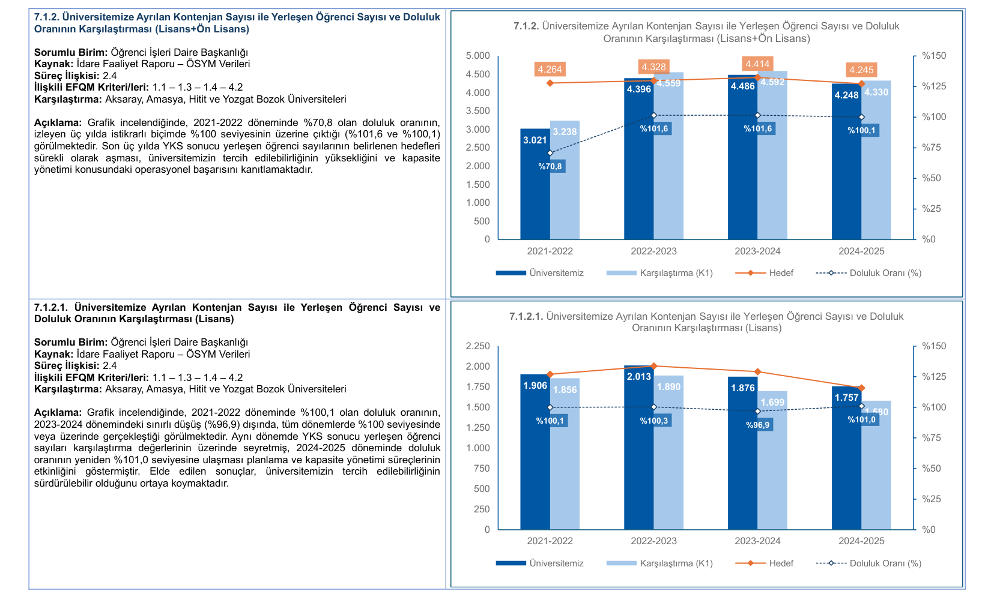 7.1.2. Üniversitemize Ayrılan Kontenjan Sayısı ile Yerleşen Öğrenci Sayısı ve Doluluk
Oranının Karşılaştırması (Lisans+Ön Lisans)
Sorumlu Birim: Öğrenci İşleri Daire Başkanlığı
Kaynak: İdare Faaliyet Raporu – ÖSYM Verileri
Süreç İlişkisi: 2.4
İlişkili EFQM Kriteri/leri: 1.1 – 1.3 – 1.4 – 4.2
Karşılaştırma: Aksaray, Amasya, Hitit ve Yozgat Bozok Üniversiteleri
Açıklama: Grafik incelendiğinde, 2021-2022 döneminde %70,8 olan doluluk oranının,
izleyen üç yılda istikrarlı biçimde %100 seviyesinin üzerine çıktığı (%101,6 ve %100,1)
görülmektedir. Son üç yılda YKS sonucu yerleşen öğrenci sayılarının belirlenen hedefleri
sürekli olarak aşması, üniversitemizin tercih edilebilirliğinin yüksekliğini ve kapasite
yönetimi konusundaki operasyonel başarısını kanıtlamaktadır.
7.1.2. Üniversitemize Ayrılan Kontenjan Sayısı ile Yerleşen Öğrenci Sayısı ve Doluluk
Oranının Karşılaştırması (Lisans+Ön Lisans)
5.000 %150
4.264 4.328 4.414 4.245
4.500 %125
4.396 4.559 4.486 4.592 4.248 4.330
4.000
3.500 %100
3.000
3.021 3.238 %101,6 %101,6 %100,1
2.500 %75
2.000
%70,8
1.500 %50
1.000
500 %25
0 %0
2021-2022 2022-2023 2023-2024 2024-2025
Üniversitemiz Karşılaştırma (K1) Hedef Doluluk Oranı (%)
7.1.2.1. Üniversitemize Ayrılan Kontenjan Sayısı ile Yerleşen Öğrenci Sayısı ve
Doluluk Oranının Karşılaştırması (Lisans)
Sorumlu Birim: Öğrenci İşleri Daire Başkanlığı
Kaynak: İdare Faaliyet Raporu – ÖSYM Verileri
Süreç İlişkisi: 2.4
İlişkili EFQM Kriteri/leri: 1.1 – 1.3 – 1.4 – 4.2
Karşılaştırma: Aksaray, Amasya, Hitit ve Yozgat Bozok Üniversiteleri
Açıklama: Grafik incelendiğinde, 2021-2022 döneminde %100,1 olan doluluk oranının,
2023-2024 dönemindeki sınırlı düşüş (%96,9) dışında, tüm dönemlerde %100 seviyesinde
veya üzerinde gerçekleştiği görülmektedir. Aynı dönemde YKS sonucu yerleşen öğrenci
sayıları karşılaştırma değerlerinin üzerinde seyretmiş, 2024-2025 döneminde doluluk
oranının yeniden %101,0 seviyesine ulaşması planlama ve kapasite yönetimi süreçlerinin
etkinliğini göstermiştir. Elde edilen sonuçlar, üniversitemizin tercih edilebilirliğinin
sürdürülebilir olduğunu ortaya koymaktadır.
7.1.2.1. Üniversitemize Ayrılan Kontenjan Sayısı ile Yerleşen Öğrenci Sayısı ve Doluluk
Oranının Karşılaştırması (Lisans)
2.250 %150
2.000 %125
1.906 1.856 2.013 1.890 1.876 1.699 1.757 1.580
1.750
1.500 %100
%100,1 %100,3 %96,9 %101,0
1.250 %75
1.000
750 %50
500
250 %25
0 %0
2021-2022 2022-2023 2023-2024 2024-2025
Üniversitemiz Karşılaştırma (K1) Hedef Doluluk Oranı (%)